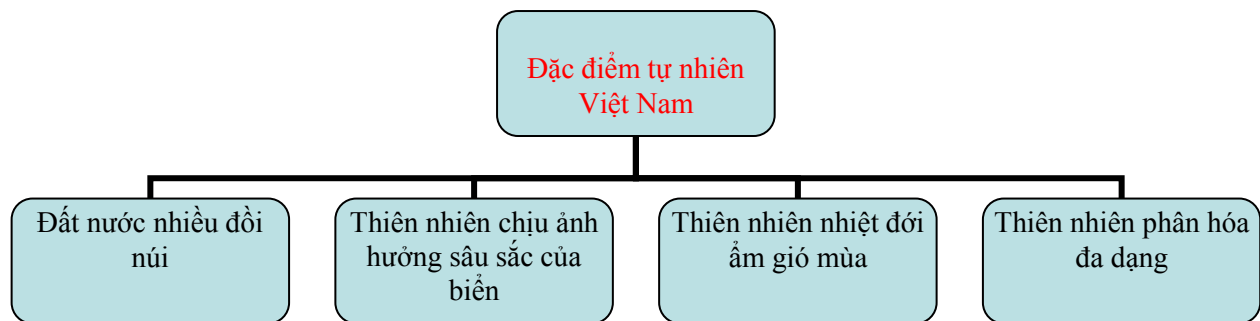 Đặc điểm tự nhiên
Việt Nam
Đất nước nhiều đồi
núi
Thiên nhiên chịu ảnh
hưởng sâu sắc của
biển
Thiên nhiên nhiệt đới
ẩm gió mùa
Thiên nhiên phân hóa
đa dạng